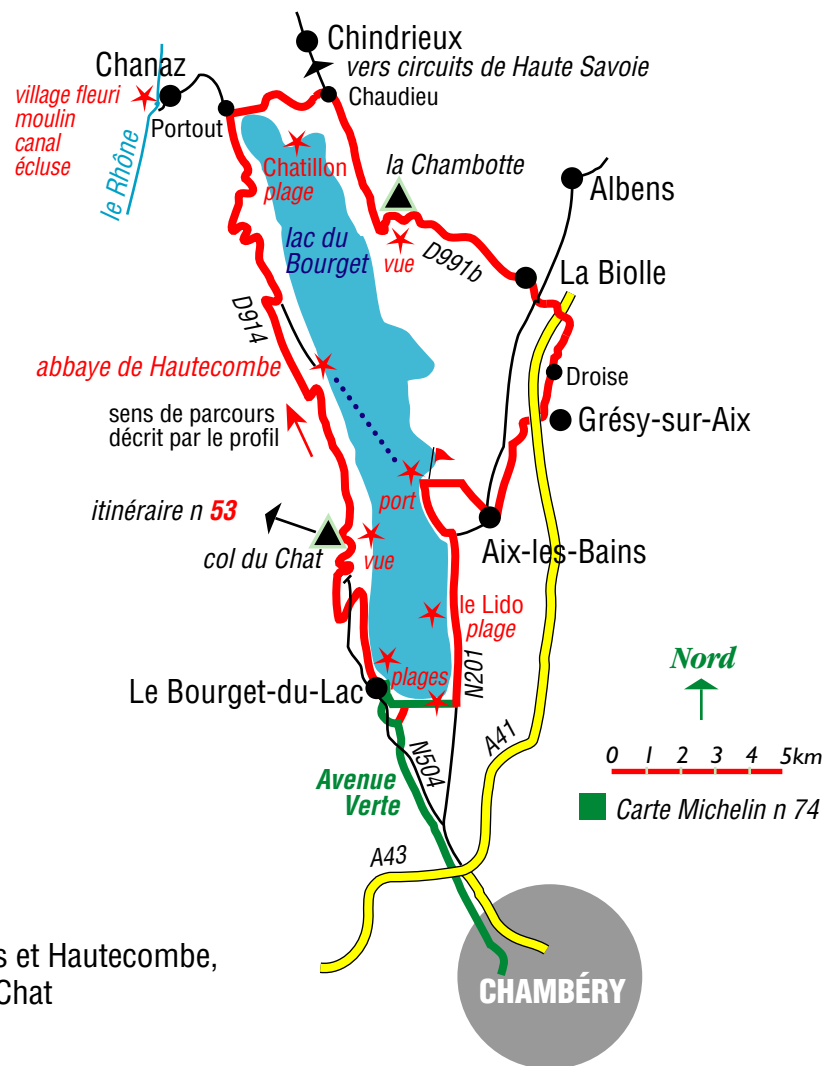 Chindrieux
vers circuits de Haute Savoie
Chanaz
village fleuri
moulin
canal
écluse
Portout
Chaudieu
le Rhône
Chatillon
plage
la Chambotte
Albens
lac du
Bourget
vue
D991b
La Biolle
D914
abbaye de Hautecombe
Droise
sens de parcours
décrit par le profil
Grésy-sur-Aix
port
itinéraire n 53
col du Chat
vue
Aix-les-Bains
le Lido
plage
plages
N201
Nord
Le Bourget-du-Lac
A41
N504
0 1 2 3 4 5km
Avenue
Verte
Carte Michelin n 74
A43
s et Hautecombe,
Chat
CHAMBÉRY